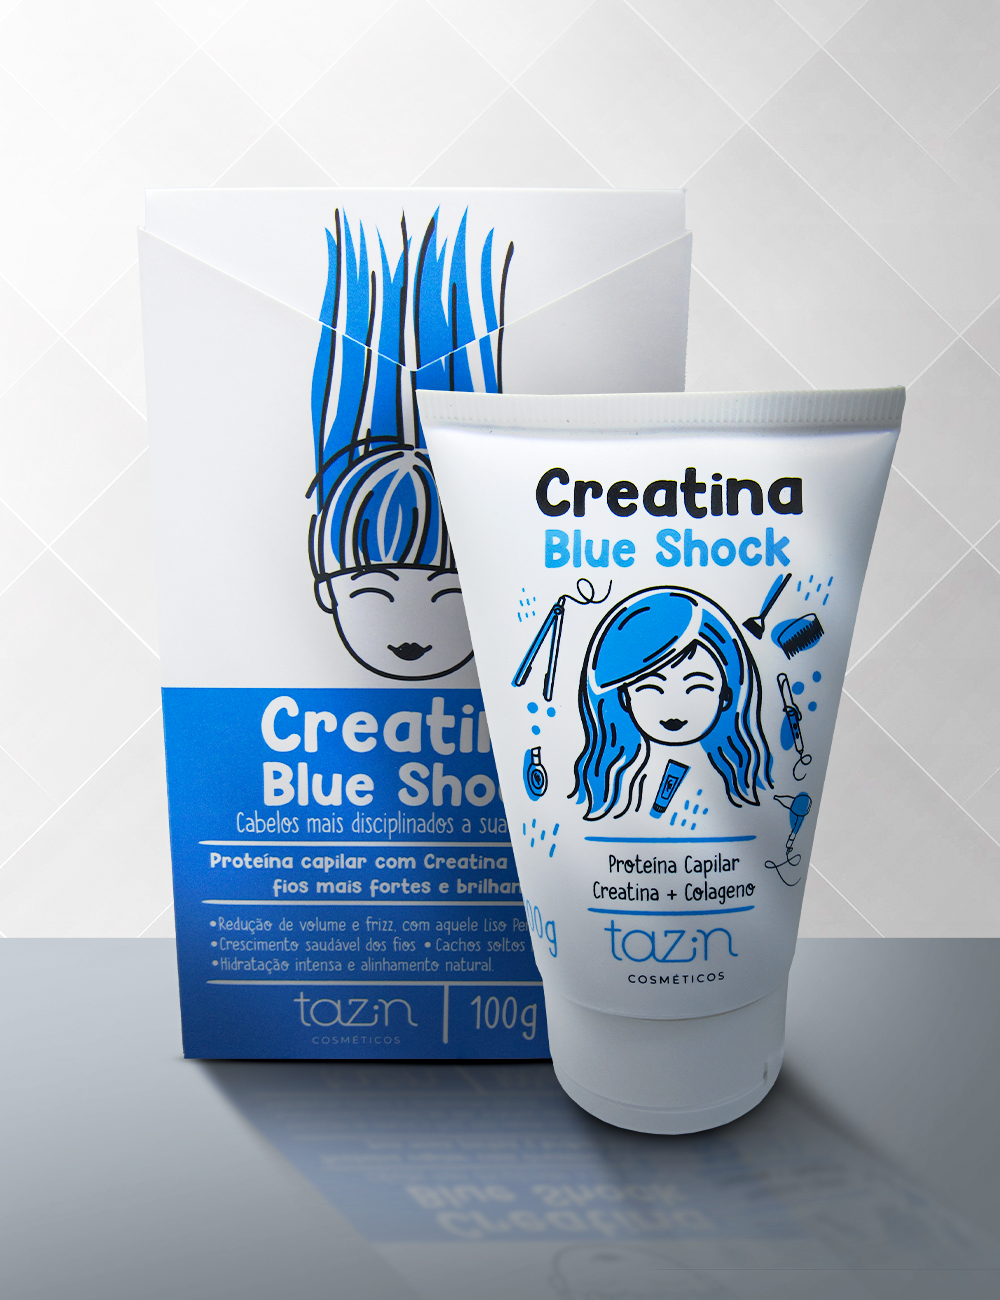 Creatina
Blue Shock
Proteína Capilar
Creatina + Colageno
tazin
COSMÉTICOS
00g
Creatin
Blue Sho
Cabelos mais disciplinados a sua
Proteína capilar com Creatina
fios mais fortes e brilhan
•Redução de volume e frizz, com aquele Liso Per
•Crescimento saudável dos fios • Cachos soltos
•Hidratação intensa e alinhamento natural.
tazin
COSMÉTICOS
100g